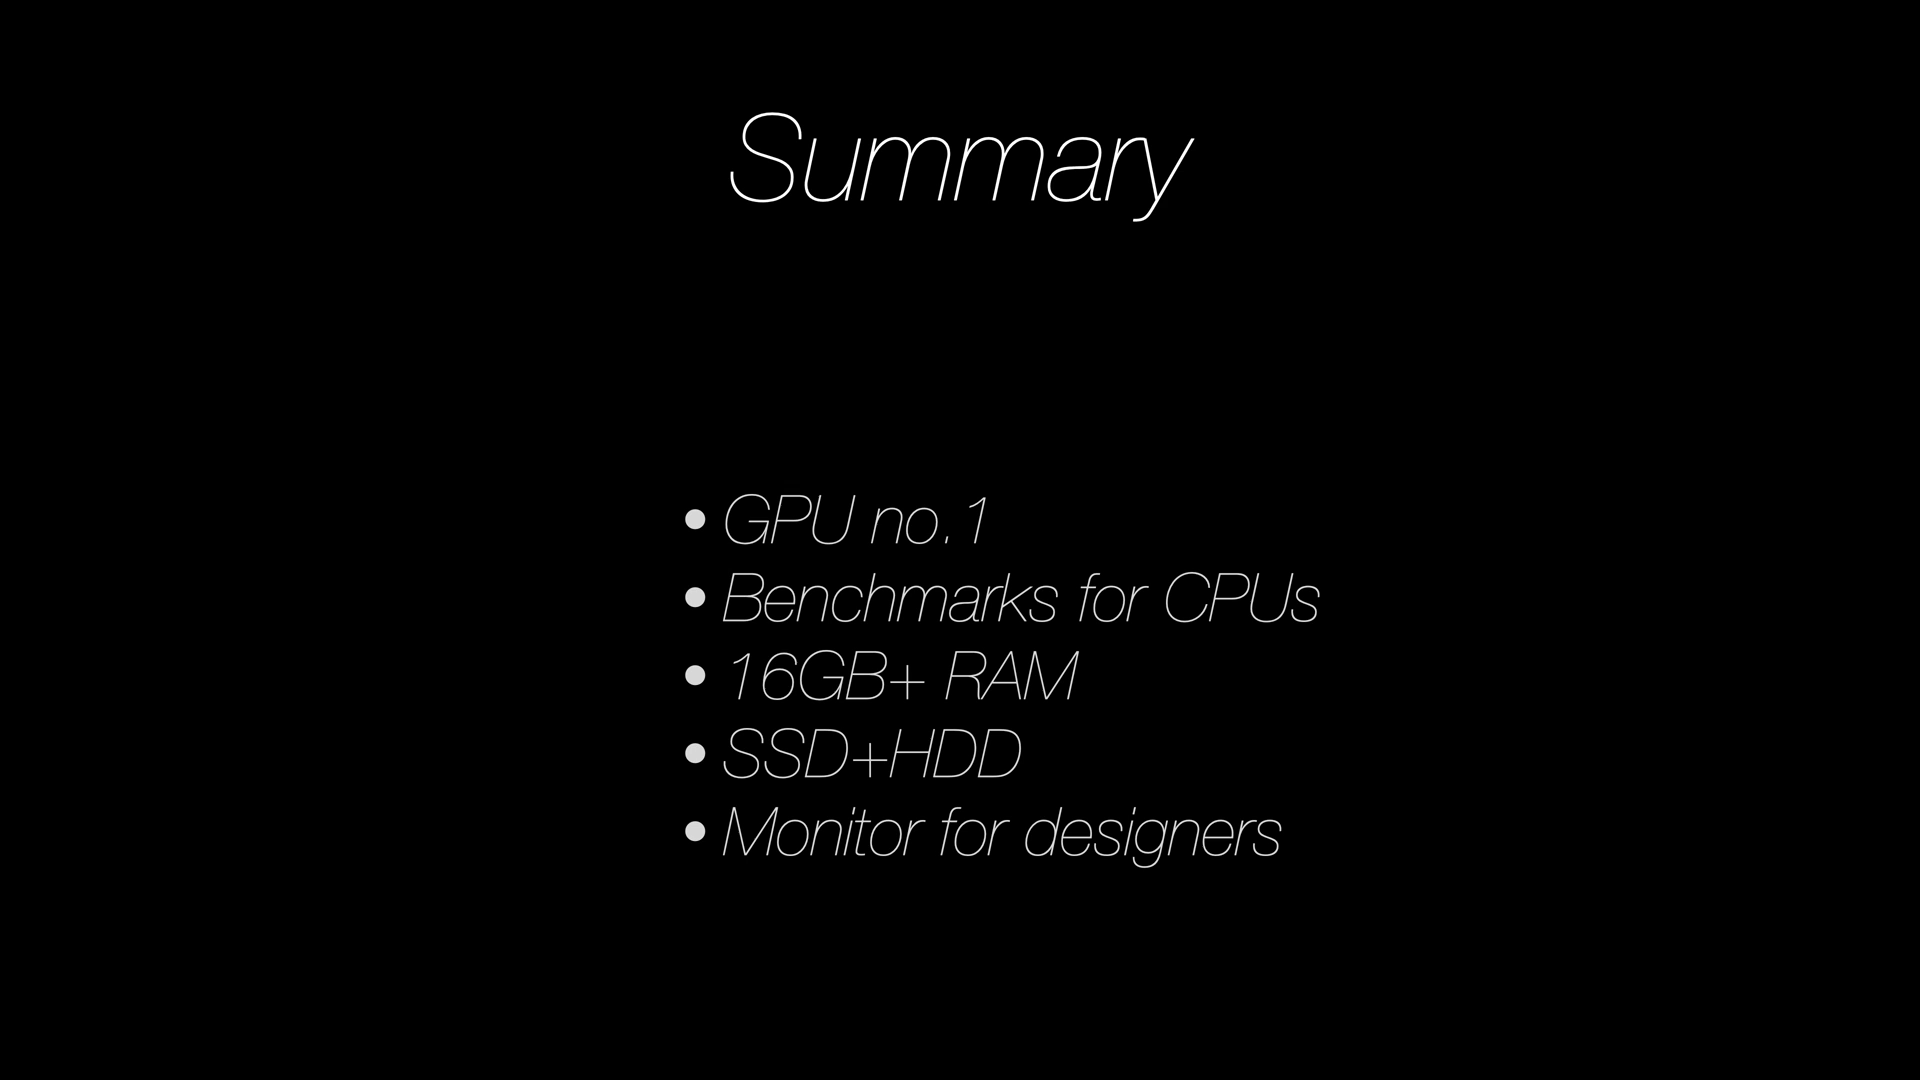 Summary
• GPU no.1
• Benchmarks for CPUs
• 16GB+ RAM
• SSD+HDD
• Monitor for designers